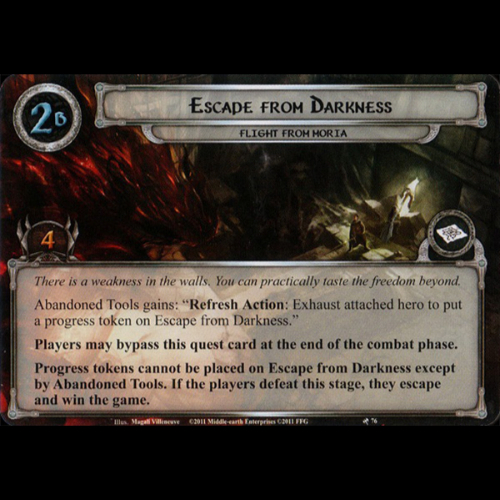 2B
ESCAPE FROM DARKNESS
FLIGHT FROM MORIA
4
There is a weakness in the walls. You can practically taste the freedom beyond.
Abandoned Tools gains: “Refresh Action: Exhaust attached hero to put
a progress token on Escape from Darkness.”
Players may bypass this quest card at the end of the combat phase.
Progress tokens cannot be placed on Escape from Darkness except
by Abandoned Tools. If the players defeat this stage, they escape
and win the game.
Illus. Magali Villeneuve ©2011 Middle-earth Enterprises ©2011 FFG 76